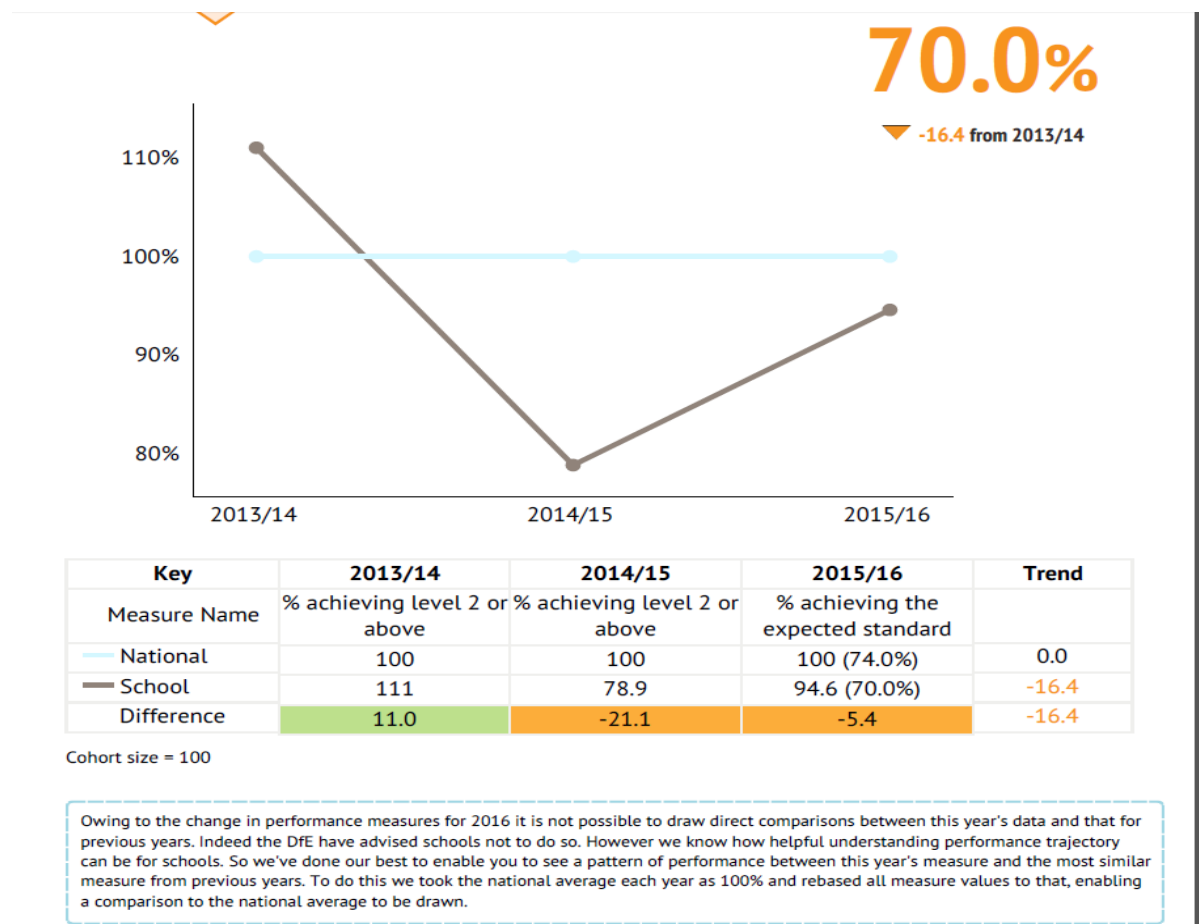 70.0%
-16.4 from 2013/14
110%
100%
90%
80%
2013/14 2014/15 2015/16
Key 2013/14 2014/15 2015/16 Trend
Measure Name % achieving level 2 or above % achieving level 2 or above % achieving the expected standard
National 100 100 100 (74.0%) 0.0
School 111 78.9 94.6 (70.0%) -16.4
Difference 11.0 -21.1 -5.4 -16.4
Cohort size = 100
Owing to the change in performance measures for 2016 it is not possible to draw direct comparisons between this year's data and that for
previous years. Indeed the DfE have advised schools not to do so. However we know how helpful understanding performance trajectory
can be for schools. So we've done our best to enable you to see a pattern of performance between this year's measure and the most similar
measure from previous years. To do this we took the national average each year as 100% and rebased all measure values to that, enabling
a comparison to the national average to be drawn.